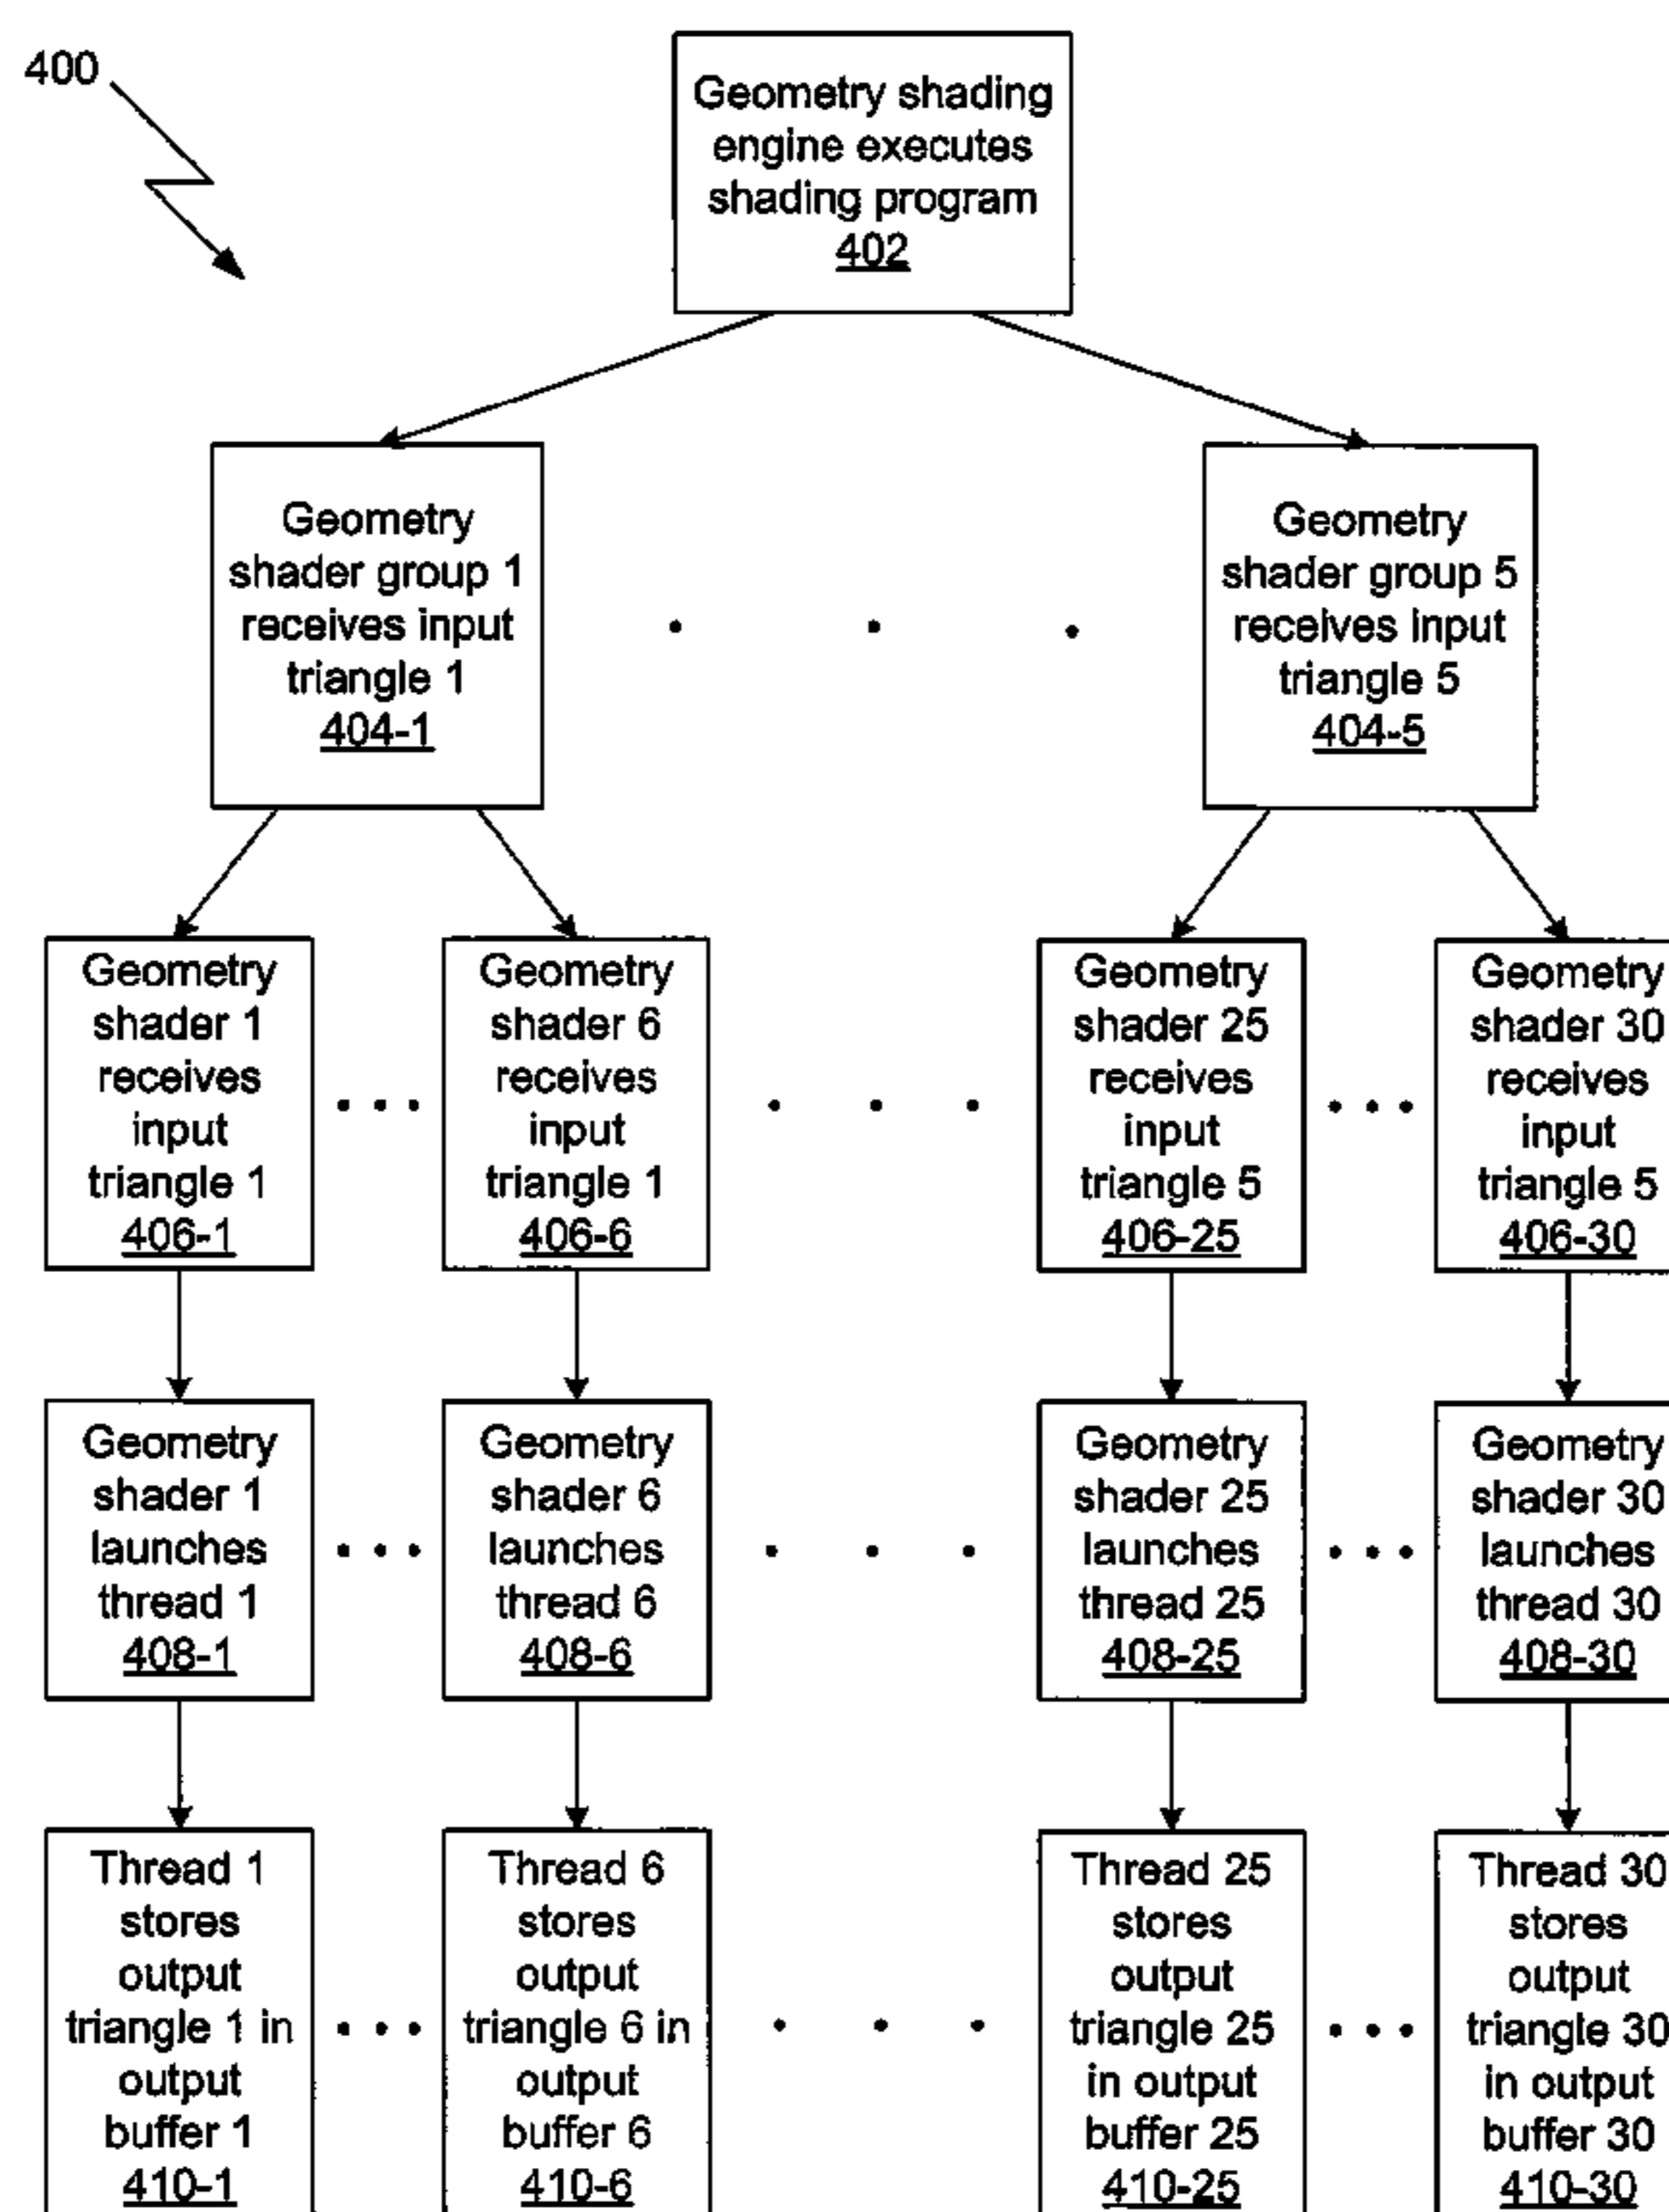 400
Geometry shading
engine executes
shading program
402
Geometry
shader group 1
receives input
triangle 1
404-1
Geometry
shader group 5
receives input
triangle 5
404-5
Geometry
shader 1
receives
input
triangle 1
406-1
Geometry
shader 6
receives
input
triangle 1
406-6
Geometry
shader 25
receives
input
triangle 5
406-25
Geometry
shader 30
receives
input
triangle 5
406-30
Geometry
shader 1
launches
thread 1
408-1
Geometry
shader 6
launches
thread 6
408-6
Geometry
shader 25
launches
thread 25
408-25
Geometry
shader 30
launches
thread 30
408-30
Thread 1
stores
output
triangle 1 in
output
buffer 1
410-1
Thread 6
stores
output
triangle 6 in
output
buffer 6
410-6
Thread 25
stores
output
triangle 25
in output
buffer 25
410-25
Thread 30
stores
output
triangle 30
in output
buffer 30
410-30